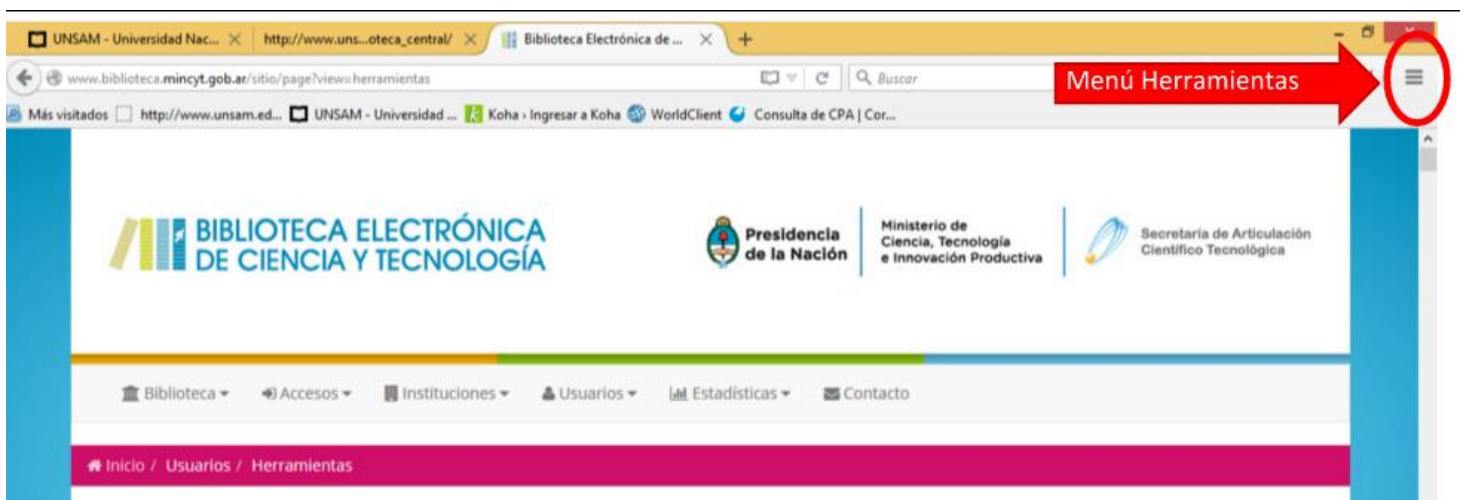 UNSAM - Universidad Nac...
http://www.uns...oteca_central/
Biblioteca Electrónica de ...
www.biblioteca.mincyt.gob.ar/sitio/page?view=herramientas
Buscar
Menú Herramientas
Más visitados
http://www.unsam.ed...
UNSAM - Universidad ...
Koha › Ingresar a Koha
WorldClient
Consulta de CPA | Cor...
BIBLIOTECA ELECTRÓNICA
DE CIENCIA Y TECNOLOGÍA
Presidencia
de la Nación
Ministerio de
Ciencia, Tecnología
e Innovación Productiva
Secretaría de Articulación
Científico Tecnológica
Biblioteca
Accesos
Instituciones
Usuarios
Estadísticas
Contacto
Inicio / Usuarios / Herramientas